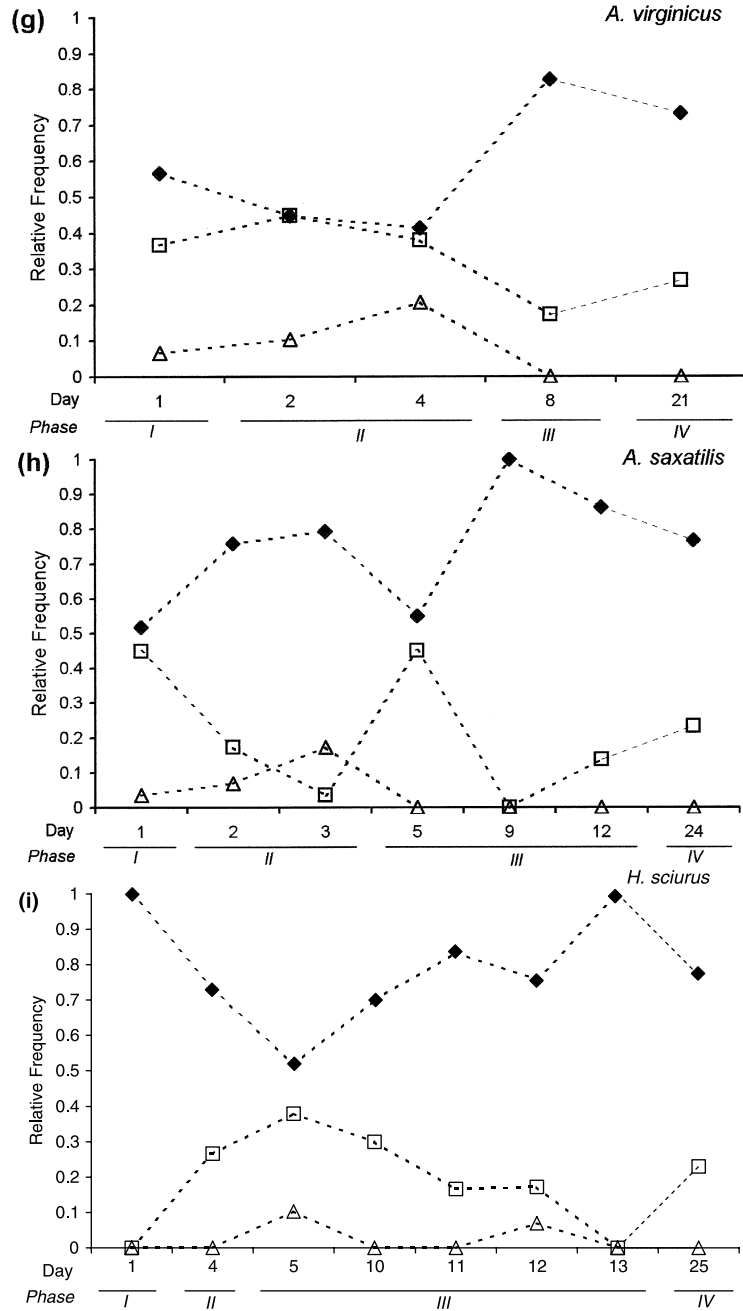 (g) A. virginicus
1
0.9
0.8
0.7
0.6
0.5
0.4
0.3
0.2
0.1
0
Relative Frequency
Day 1 2 4 8 21
Phase I II III IV
(h) A. saxatilis
1
0.9
0.8
0.7
0.6
0.5
0.4
0.3
0.2
0.1
0
Relative Frequency
Day 1 2 3 5 9 12 24
Phase I II III IV
(i) H. sciurus
1
0.9
0.8
0.7
0.6
0.5
0.4
0.3
0.2
0.1
0
Relative Frequency
Day 1 4 5 10 11 12 13 25
Phase I II III IV